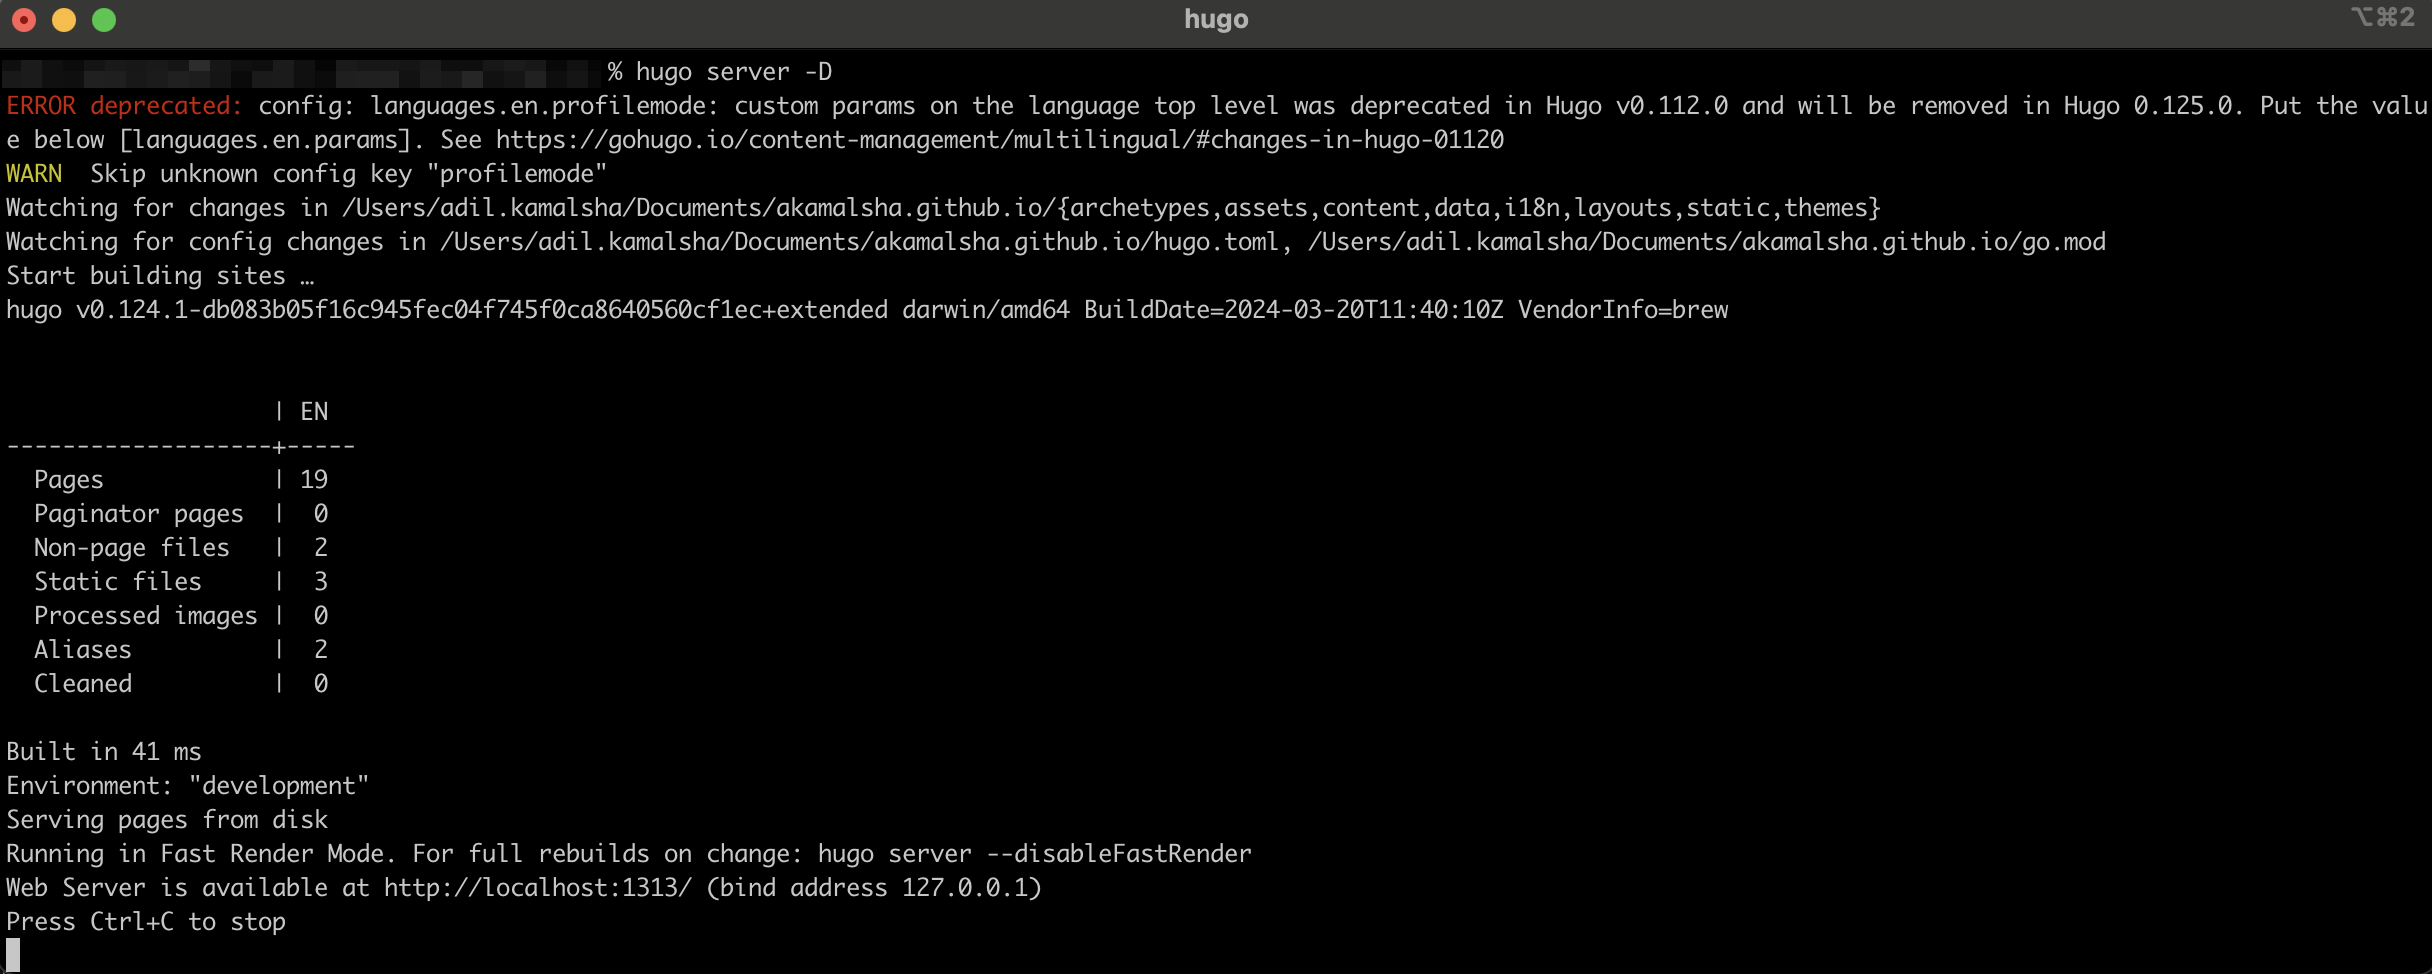 hugo
⌥⌘2
% hugo server -D
ERROR deprecated: config: languages.en.profilemode: custom params on the language top level was deprecated in Hugo v0.112.0 and will be removed in Hugo 0.125.0. Put the valu
e below [languages.en.params]. See https://gohugo.io/content-management/multilingual/#changes-in-hugo-01120
WARN  Skip unknown config key "profilemode"
Watching for changes in /Users/adil.kamalsha/Documents/akamalsha.github.io/{archetypes,assets,content,data,i18n,layouts,static,themes}
Watching for config changes in /Users/adil.kamalsha/Documents/akamalsha.github.io/hugo.toml, /Users/adil.kamalsha/Documents/akamalsha.github.io/go.mod
Start building sites …
hugo v0.124.1-db083b05f16c945fec04f745f0ca8640560cf1ec+extended darwin/amd64 BuildDate=2024-03-20T11:40:10Z VendorInfo=brew
                   | EN
-------------------+-----
  Pages            | 19
  Paginator pages  |  0
  Non-page files   |  2
  Static files     |  3
  Processed images |  0
  Aliases          |  2
  Cleaned          |  0
Built in 41 ms
Environment: "development"
Serving pages from disk
Running in Fast Render Mode. For full rebuilds on change: hugo server --disableFastRender
Web Server is available at http://localhost:1313/ (bind address 127.0.0.1)
Press Ctrl+C to stop